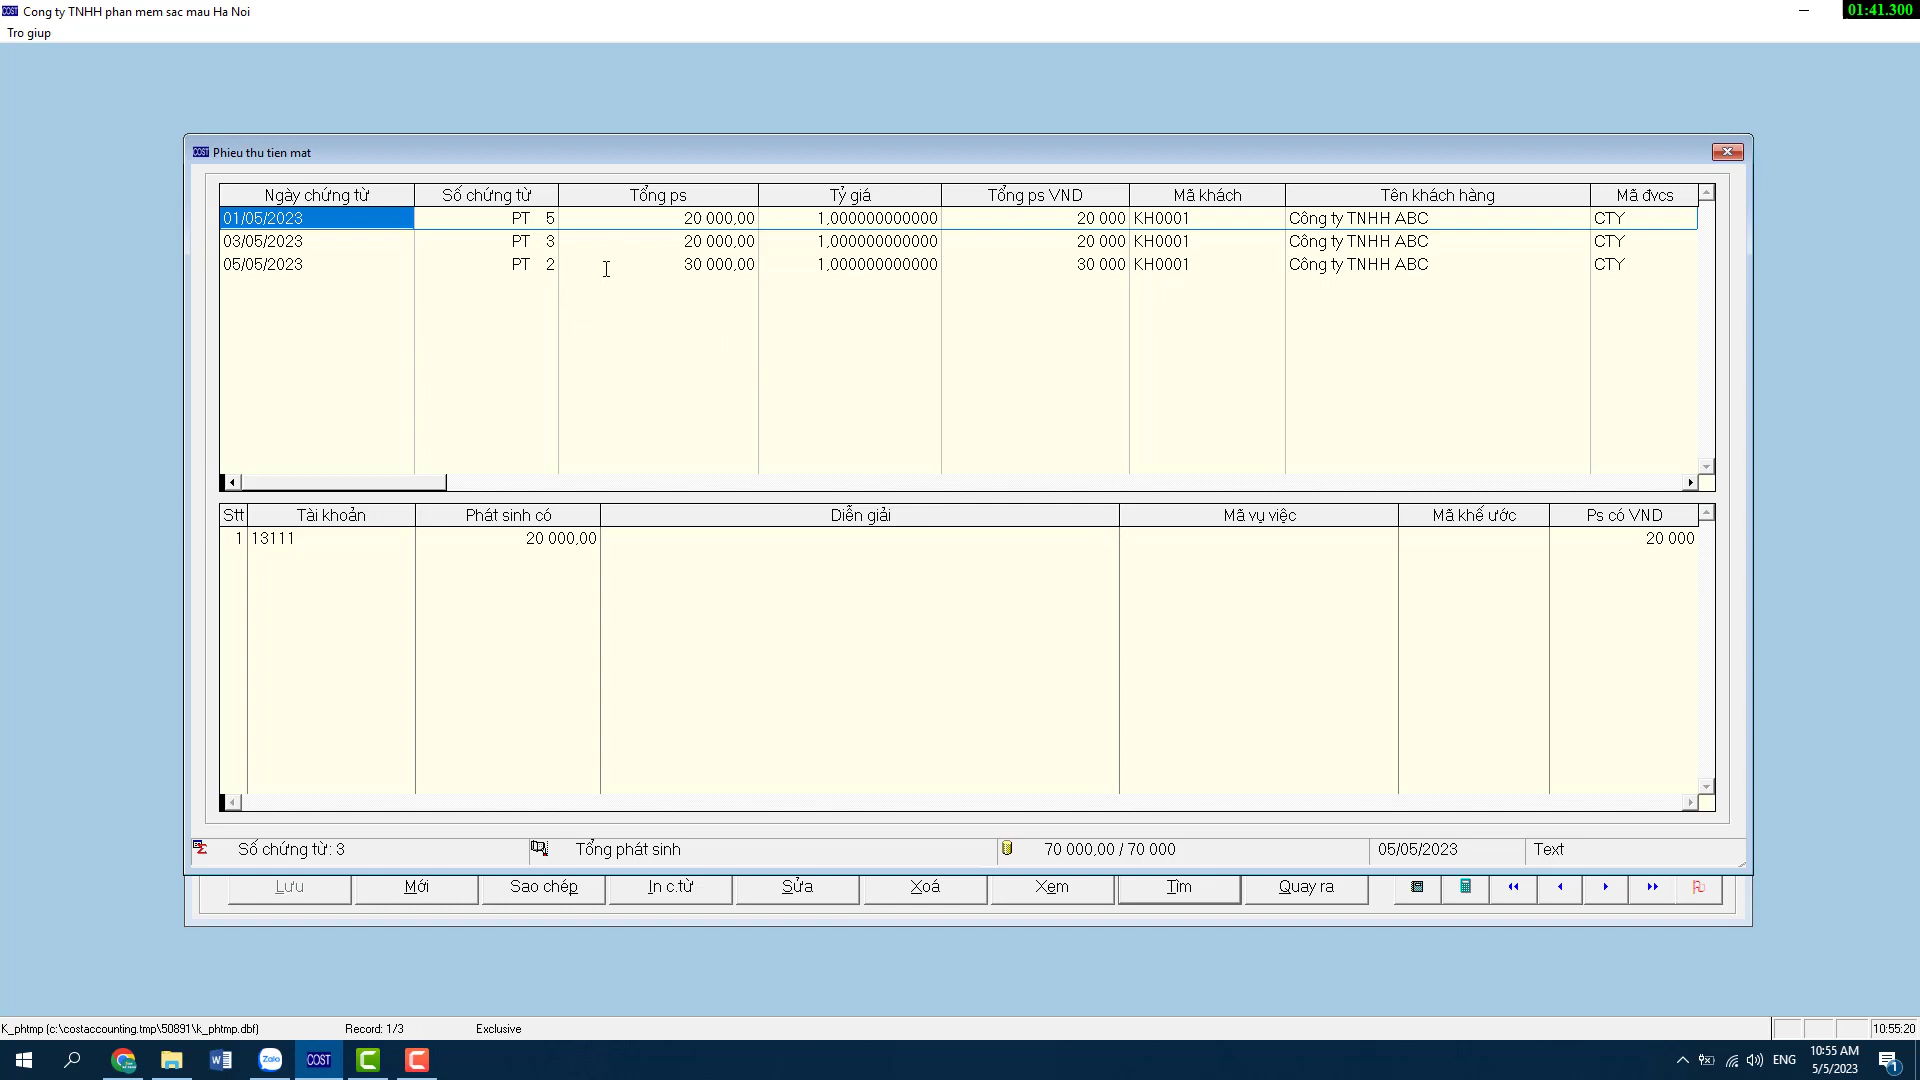 COST Cong ty TNHH phan mem sac mau Ha Noi
01:41.300
Tro giup
COST Phieu thu tien mat
Ngày chứng từ Số chứng từ Tổng ps Tỷ giá Tổng ps VND Mã khách Tên khách hàng Mã đvcs
01/05/2023 PT 5 20 000,00 1,000000000000 20 000 KH0001 Công ty TNHH ABC CTY
03/05/2023 PT 3 20 000,00 1,000000000000 20 000 KH0001 Công ty TNHH ABC CTY
05/05/2023 PT 2 30 000,00 1,000000000000 30 000 KH0001 Công ty TNHH ABC CTY
Stt Tài khoản Phát sinh có Diễn giải Mã vụ việc Mã khế ước Ps có VND
1 13111 20 000,00 20 000
Số chứng từ: 3 Tổng phát sinh 70 000,00 / 70 000 05/05/2023 Text
Lưu Mới Sao chép In c.từ Sửa Xoá Xem Tìm Quay ra
K_phtmp (c:\costaccounting.tmp\50891\k_phtmp.dbf) Record: 1/3 Exclusive 10:55:20
Zalo COST ENG 10:55 AM
5/5/2023 1